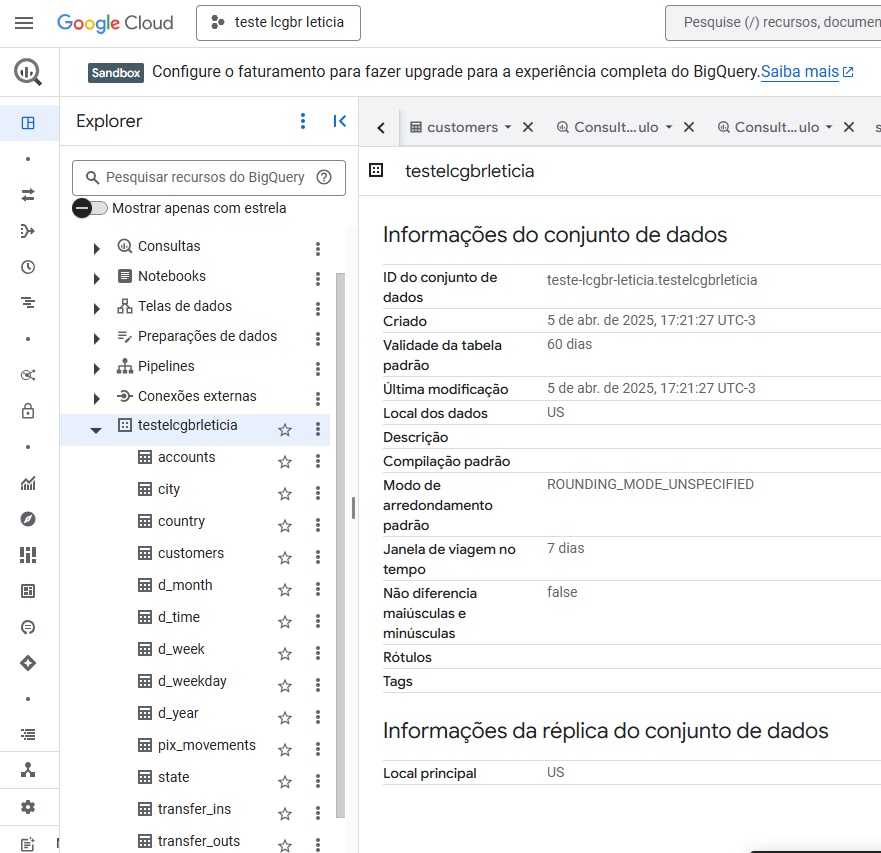 Google Cloud
teste lcgbr leticia
Pesquise (/) recursos, documen
Sandbox
Configure o faturamento para fazer upgrade para a experiência completa do BigQuery.Saiba mais
Explorer
Pesquisar recursos do BigQuery
Mostrar apenas com estrela
Consultas
Notebooks
Telas de dados
Preparações de dados
Pipelines
Conexões externas
testelcgbrleticia
accounts
city
country
customers
d_month
d_time
d_week
d_weekday
d_year
pix_movements
state
transfer_ins
transfer_outs
customers
Consult...ulo
Consult...ulo
s
testelcgbrleticia
Informações do conjunto de dados
ID do conjunto de
dados
teste-lcgbr-leticia.testelcgbrleticia
Criado
5 de abr. de 2025, 17:21:27 UTC-3
Validade da tabela
padrão
60 dias
Última modificação
5 de abr. de 2025, 17:21:27 UTC-3
Local dos dados
US
Descrição
Compilação padrão
Modo de
arredondamento
padrão
ROUNDING_MODE_UNSPECIFIED
Janela de viagem no
tempo
7 dias
Não diferencia
maiúsculas e
minúsculas
false
Rótulos
Tags
Informações da réplica do conjunto de dados
Local principal
US